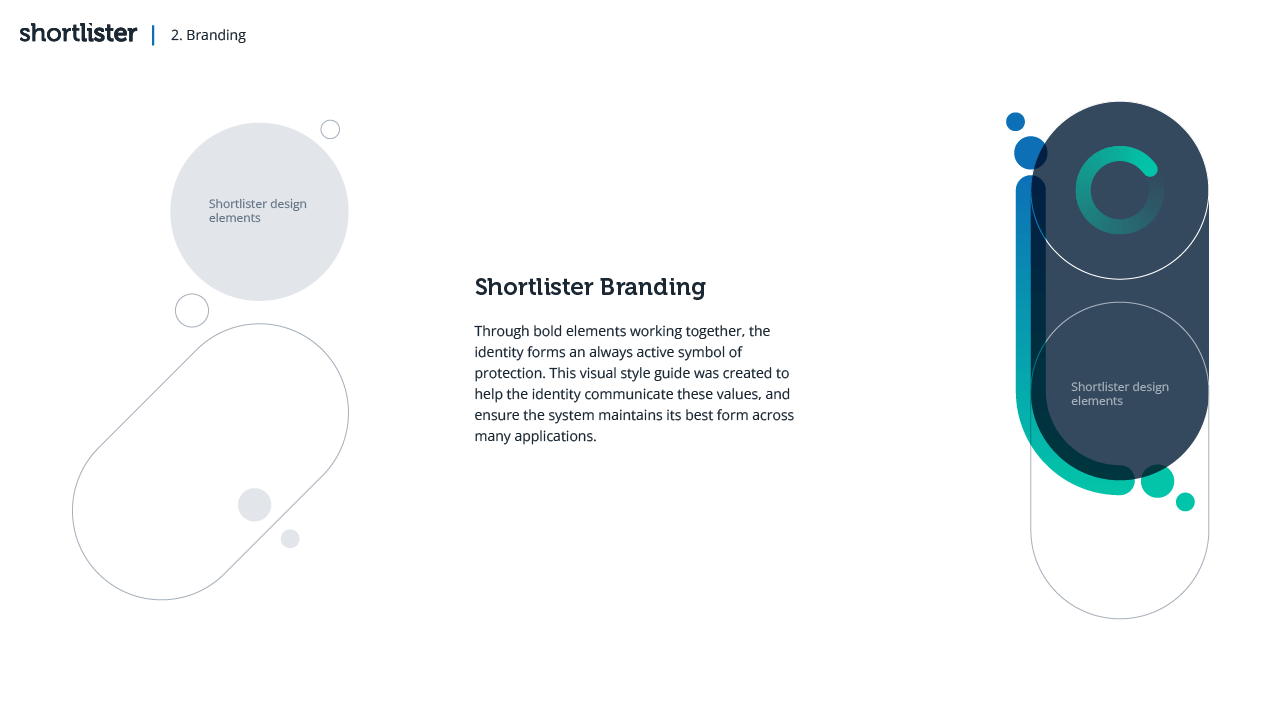 shortlister
2. Branding
Shortlister design
elements
Shortlister Branding
Through bold elements working together, the
identity forms an always active symbol of
protection. This visual style guide was created to
help the identity communicate these values, and
ensure the system maintains its best form across
many applications.
Shortlister design
elements